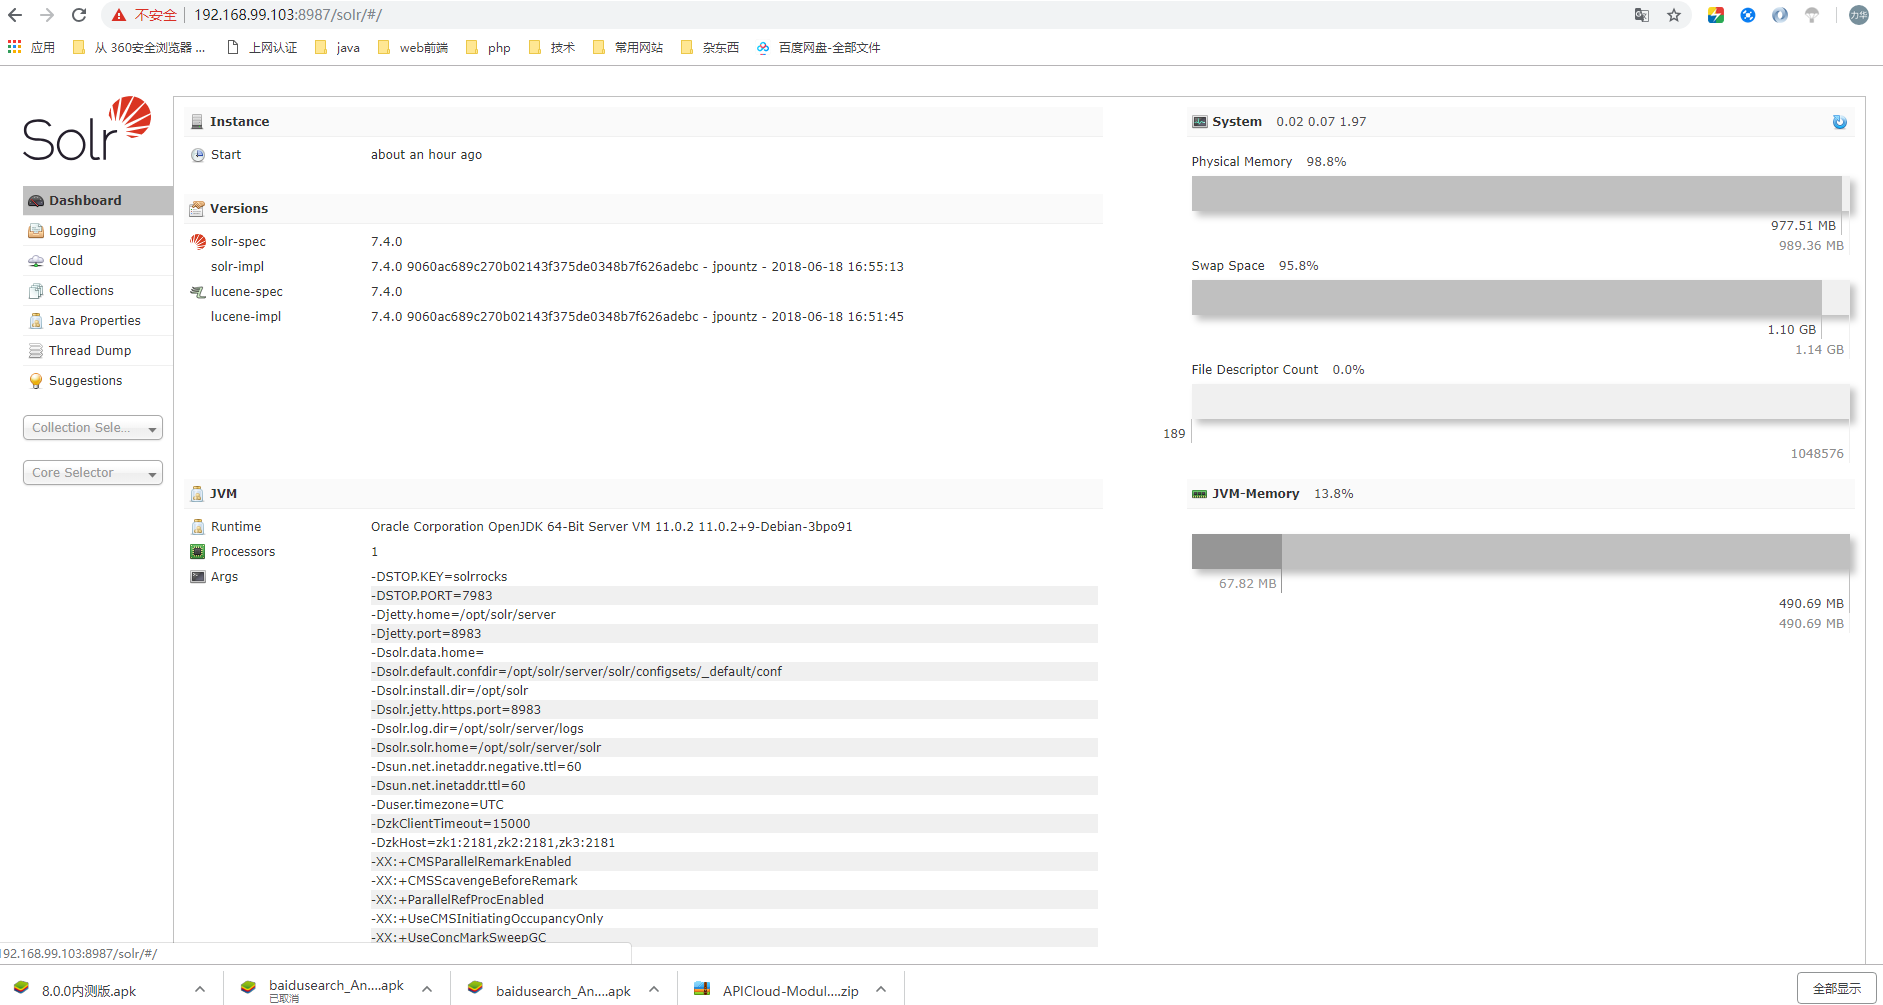 不安全 192.168.99.103:8987/solr/#/
力华
应用 从 360安全浏览器 ... 上网认证 java web前端 php 技术 常用网站 杂东西 百度网盘-全部文件
Solr
Dashboard
Logging
Cloud
Collections
Java Properties
Thread Dump
Suggestions
Collection Sele...
Core Selector
Instance
Start about an hour ago
Versions
solr-spec 7.4.0
solr-impl 7.4.0 9060ac689c270b02143f375de0348b7f626adebc - jpountz - 2018-06-18 16:55:13
lucene-spec 7.4.0
lucene-impl 7.4.0 9060ac689c270b02143f375de0348b7f626adebc - jpountz - 2018-06-18 16:51:45
JVM
Runtime Oracle Corporation OpenJDK 64-Bit Server VM 11.0.2 11.0.2+9-Debian-3bpo91
Processors 1
Args -DSTOP.KEY=solrrocks
-DSTOP.PORT=7983
-Djetty.home=/opt/solr/server
-Djetty.port=8983
-Dsolr.data.home=
-Dsolr.default.confdir=/opt/solr/server/solr/configsets/_default/conf
-Dsolr.install.dir=/opt/solr
-Dsolr.jetty.https.port=8983
-Dsolr.log.dir=/opt/solr/server/logs
-Dsolr.solr.home=/opt/solr/server/solr
-Dsun.net.inetaddr.negative.ttl=60
-Dsun.net.inetaddr.ttl=60
-Duser.timezone=UTC
-DzkClientTimeout=15000
-DzkHost=zk1:2181,zk2:2181,zk3:2181
-XX:+CMSParallelRemarkEnabled
-XX:+CMSScavengeBeforeRemark
-XX:+ParallelRefProcEnabled
-XX:+UseCMSInitiatingOccupancyOnly
-XX:+UseConcMarkSweepGC
System 0.02 0.07 1.97
Physical Memory 98.8%
977.51 MB
989.36 MB
Swap Space 95.8%
1.10 GB
1.14 GB
File Descriptor Count 0.0%
189
1048576
JVM-Memory 13.8%
67.82 MB
490.69 MB
490.69 MB
192.168.99.103:8987/solr/#/
8.0.0内测版.apk
baidusearch_An....apk
已取消
baidusearch_An....apk
APICloud-Modul....zip
全部显示